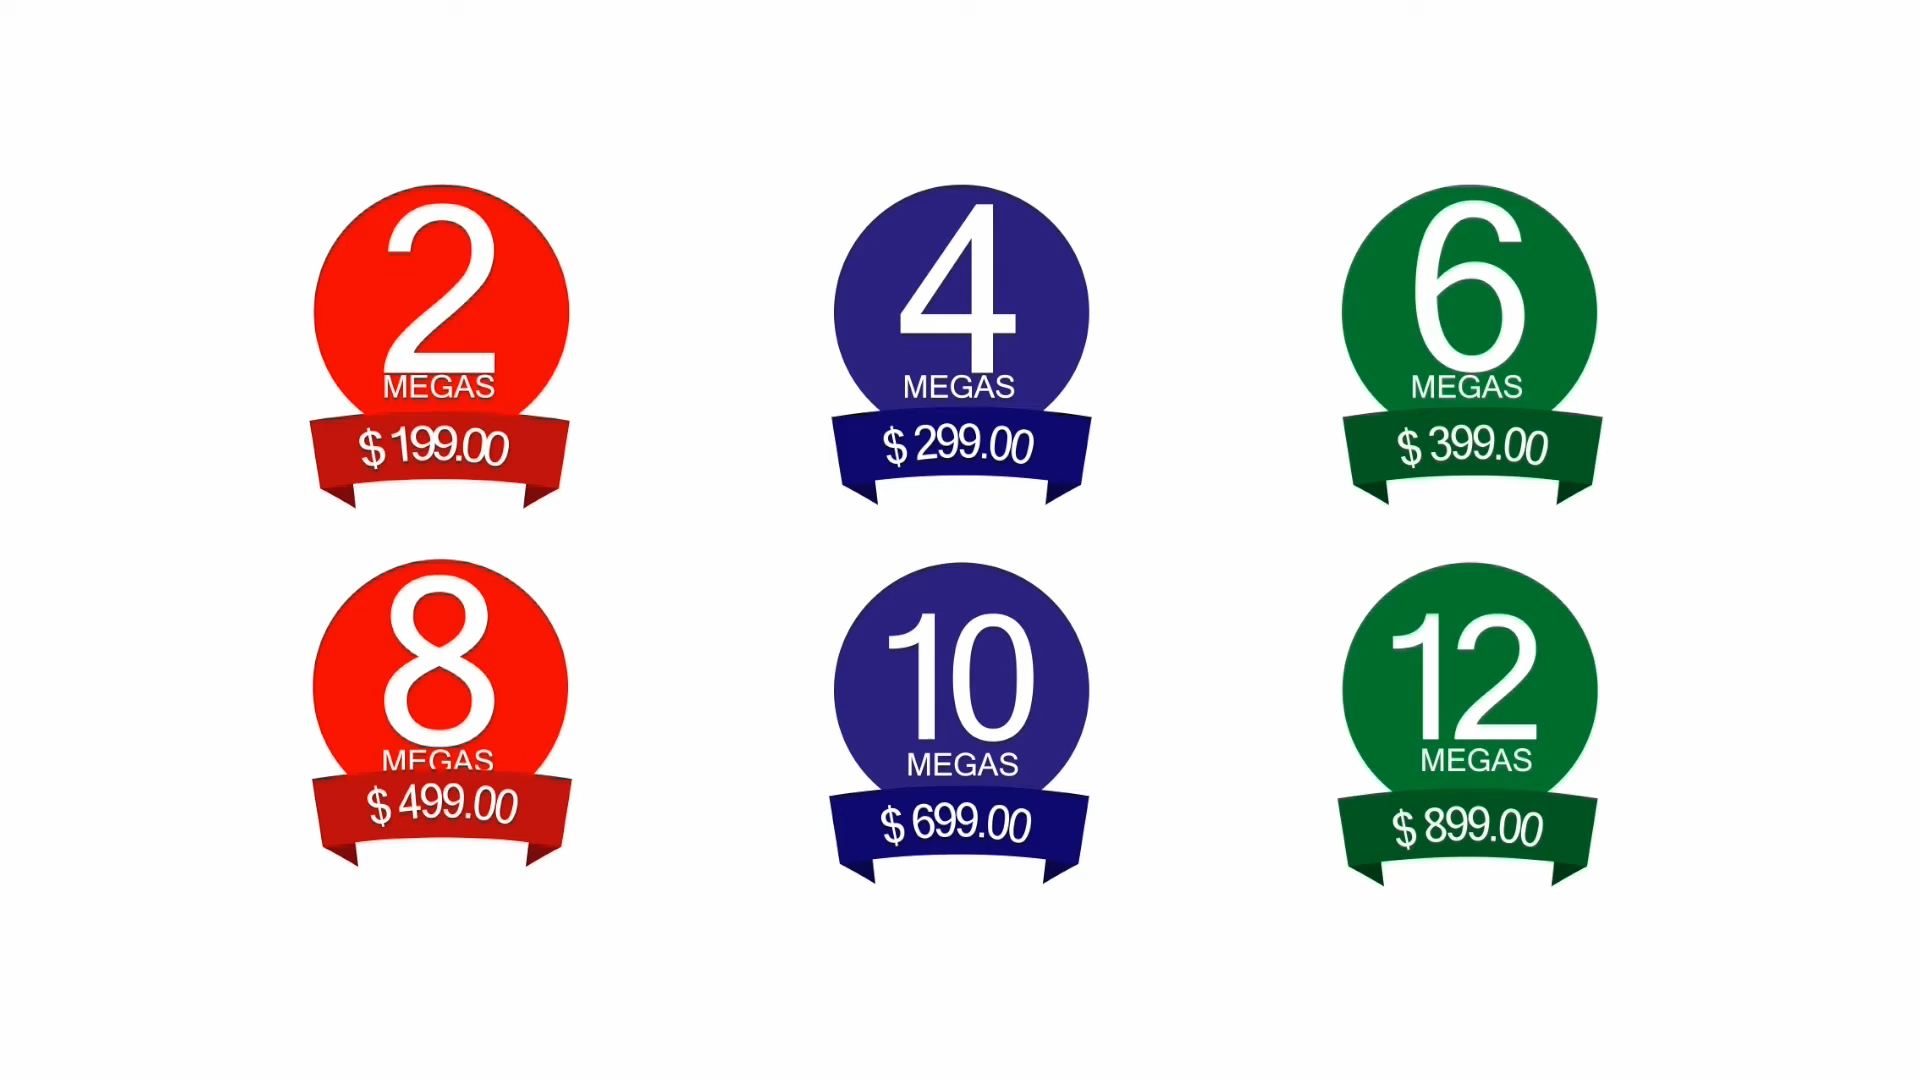 2
MEGAS
$ 199.00
4
MEGAS
$ 299.00
6
MEGAS
$ 399.00
8
MEGAS
$ 499.00
10
MEGAS
$ 699.00
12
MEGAS
$ 899.00